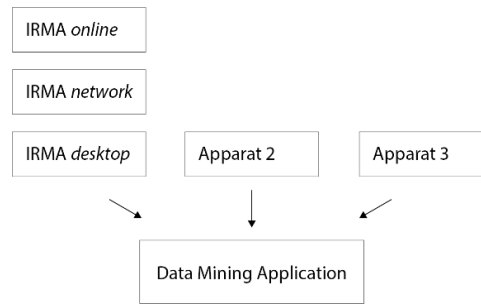 IRMA online
IRMA network
IRMA desktop
Apparat 2
Apparat 3
Data Mining Application